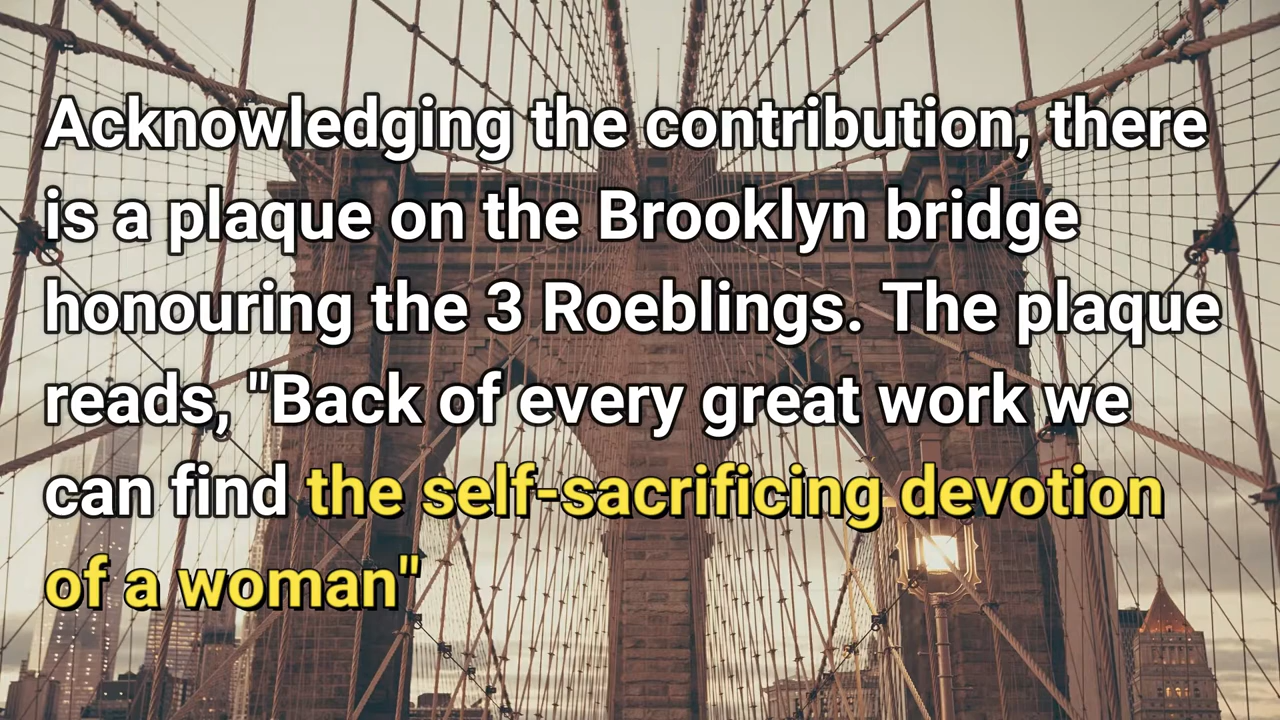 Acknowledging the contribution, there
is a plaque on the Brooklyn bridge
honouring the 3 Roeblings. The plaque
reads, "Back of every great work we
can find the self-sacrificing devotion
of a woman"